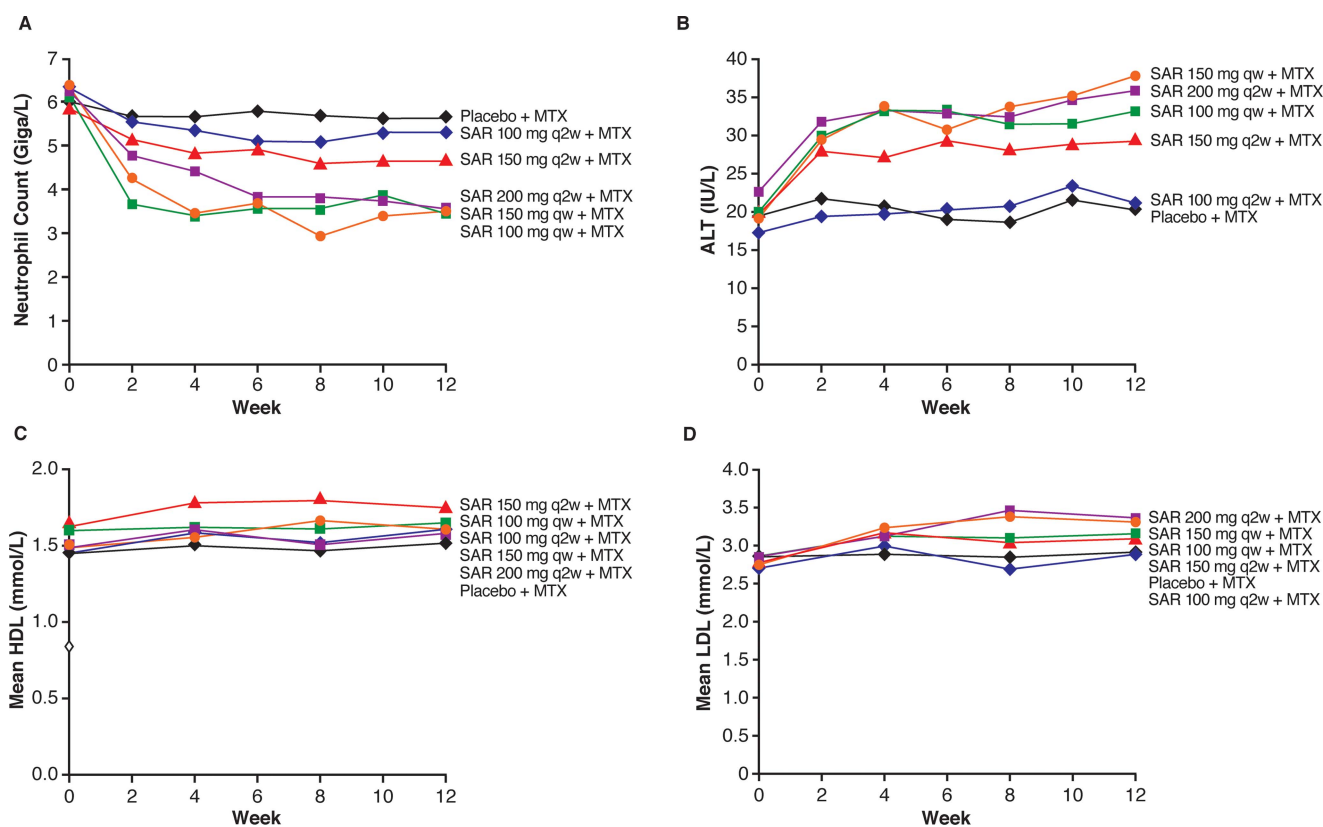 A
Neutrophil Count (Giga/L)
7
6
5
4
3
2
1
0
0 2 4 6 8 10 12
Week
Placebo + MTX
SAR 100 mg q2w + MTX
SAR 150 mg q2w + MTX
SAR 200 mg q2w + MTX
SAR 150 mg qw + MTX
SAR 100 mg qw + MTX
B
ALT (IU/L)
40
35
30
25
20
15
10
5
0
0 2 4 6 8 10 12
Week
SAR 150 mg qw + MTX
SAR 200 mg q2w + MTX
SAR 100 mg qw + MTX
SAR 150 mg q2w + MTX
SAR 100 mg q2w + MTX
Placebo + MTX
C
Mean HDL (mmol/L)
2.0
1.5
1.0
0.5
0.0
0 2 4 6 8 10 12
Week
SAR 150 mg q2w + MTX
SAR 100 mg qw + MTX
SAR 100 mg q2w + MTX
SAR 150 mg qw + MTX
SAR 200 mg q2w + MTX
Placebo + MTX
D
Mean LDL (mmol/L)
4.0
3.5
3.0
2.5
2.0
1.5
1.0
0.5
0
0 2 4 6 8 10 12
Week
SAR 200 mg q2w + MTX
SAR 150 mg qw + MTX
SAR 100 mg qw + MTX
SAR 150 mg q2w + MTX
Placebo + MTX
SAR 100 mg q2w + MTX